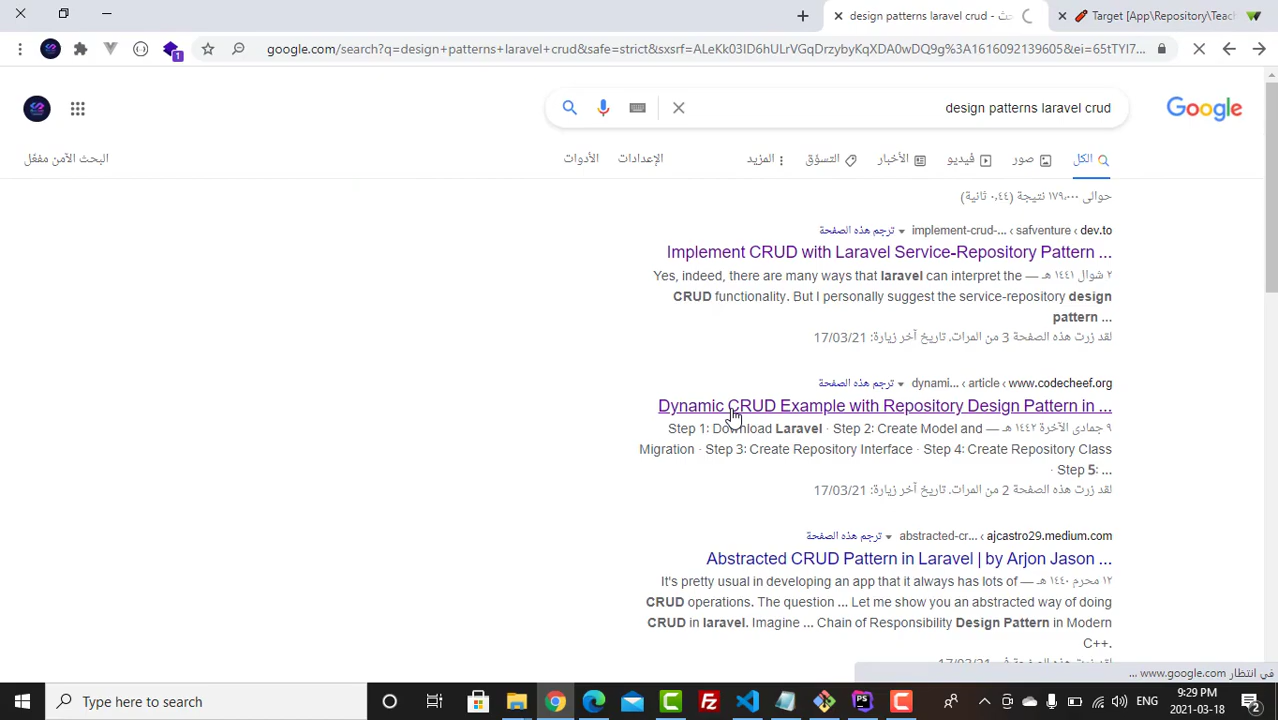 design patterns laravel crud - حث
Target [App\Repository\Teach
google.com/search?q=design+patterns+laravel+crud&safe=strict&sxsrf=ALeKk03ID6hULrVGqDrzybyKqXDA0wDQ9g%3A1616092139605&ei=65tTYI7...
1
design patterns laravel crud
Google
الكل
صور
فيديو
الأخبار
التسوّق
المزيد
الإعدادات
الأدوات
البحث الآمن مفعّل
حوالى ١٧٩,٠٠٠ نتيجة (٠,٤٤ ثانية)
dev.to › safventure › implement-crud-... ترجم هذه الصفحة
Implement CRUD with Laravel Service-Repository Pattern ...
٢ شوال ١٤٤١ هـ — Yes, indeed, there are many ways that laravel can interpret the
CRUD functionality. But I personally suggest the service-repository design
pattern ...
لقد زرت هذه الصفحة 3 من المرات. تاريخ آخر زيارة: 17/03/21
www.codecheef.org › article › dynami... ترجم هذه الصفحة
Dynamic CRUD Example with Repository Design Pattern in ...
٩ جمادى الآخرة ١٤٤٢ هـ — Step 1: Download Laravel · Step 2: Create Model and
Migration · Step 3: Create Repository Interface · Step 4: Create Repository Class
· Step 5: ...
لقد زرت هذه الصفحة 2 من المرات. تاريخ آخر زيارة: 17/03/21
ajcastro29.medium.com › abstracted-cr... ترجم هذه الصفحة
Abstracted CRUD Pattern in Laravel | by Arjon Jason ...
١٢ محرم ١٤٤٠ هـ — It's pretty usual in developing an app that it always has lots of
CRUD operations. The question ... Let me show you an abstracted way of doing
CRUD in laravel. Imagine ... Chain of Responsibility Design Pattern in Modern
C++.
في انتظار www.google.com ...
Type here to search
ENG
9:29 PM
2021-03-18
2